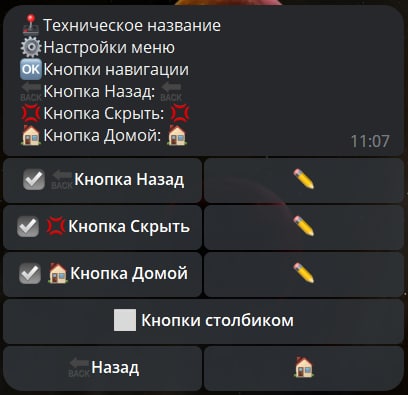 🕹️Техническое название
⚙️Настройки меню
🆗Кнопки навигации
🔙Кнопка Назад: 🔙
💢Кнопка Скрыть: 💢
🏠Кнопка Домой: 🏠
11:07
☑️ 🔙Кнопка Назад ✏️
☑️ 💢Кнопка Скрыть ✏️
☑️ 🏠Кнопка Домой ✏️
⬜ Кнопки столбиком
🔙Назад 🏠